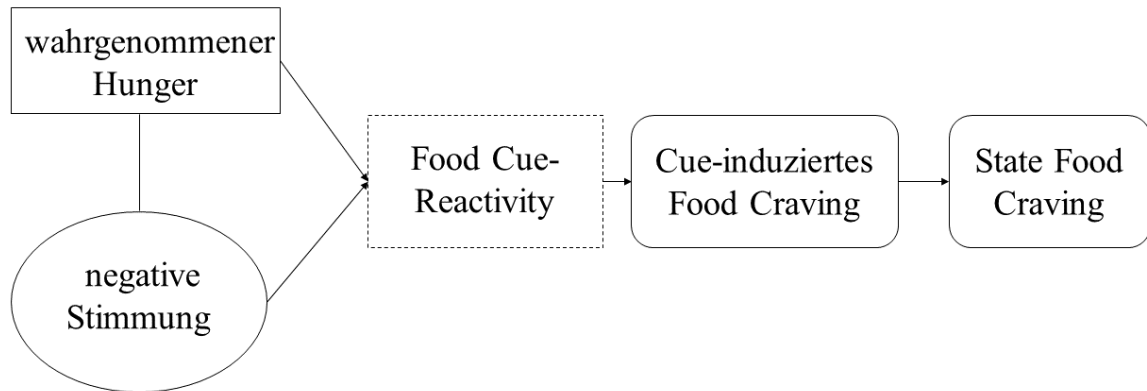 wahrgenommener
Hunger
negative
Stimmung
Food Cue-
Reactivity
Cue-induziertes
Food Craving
State Food
Craving